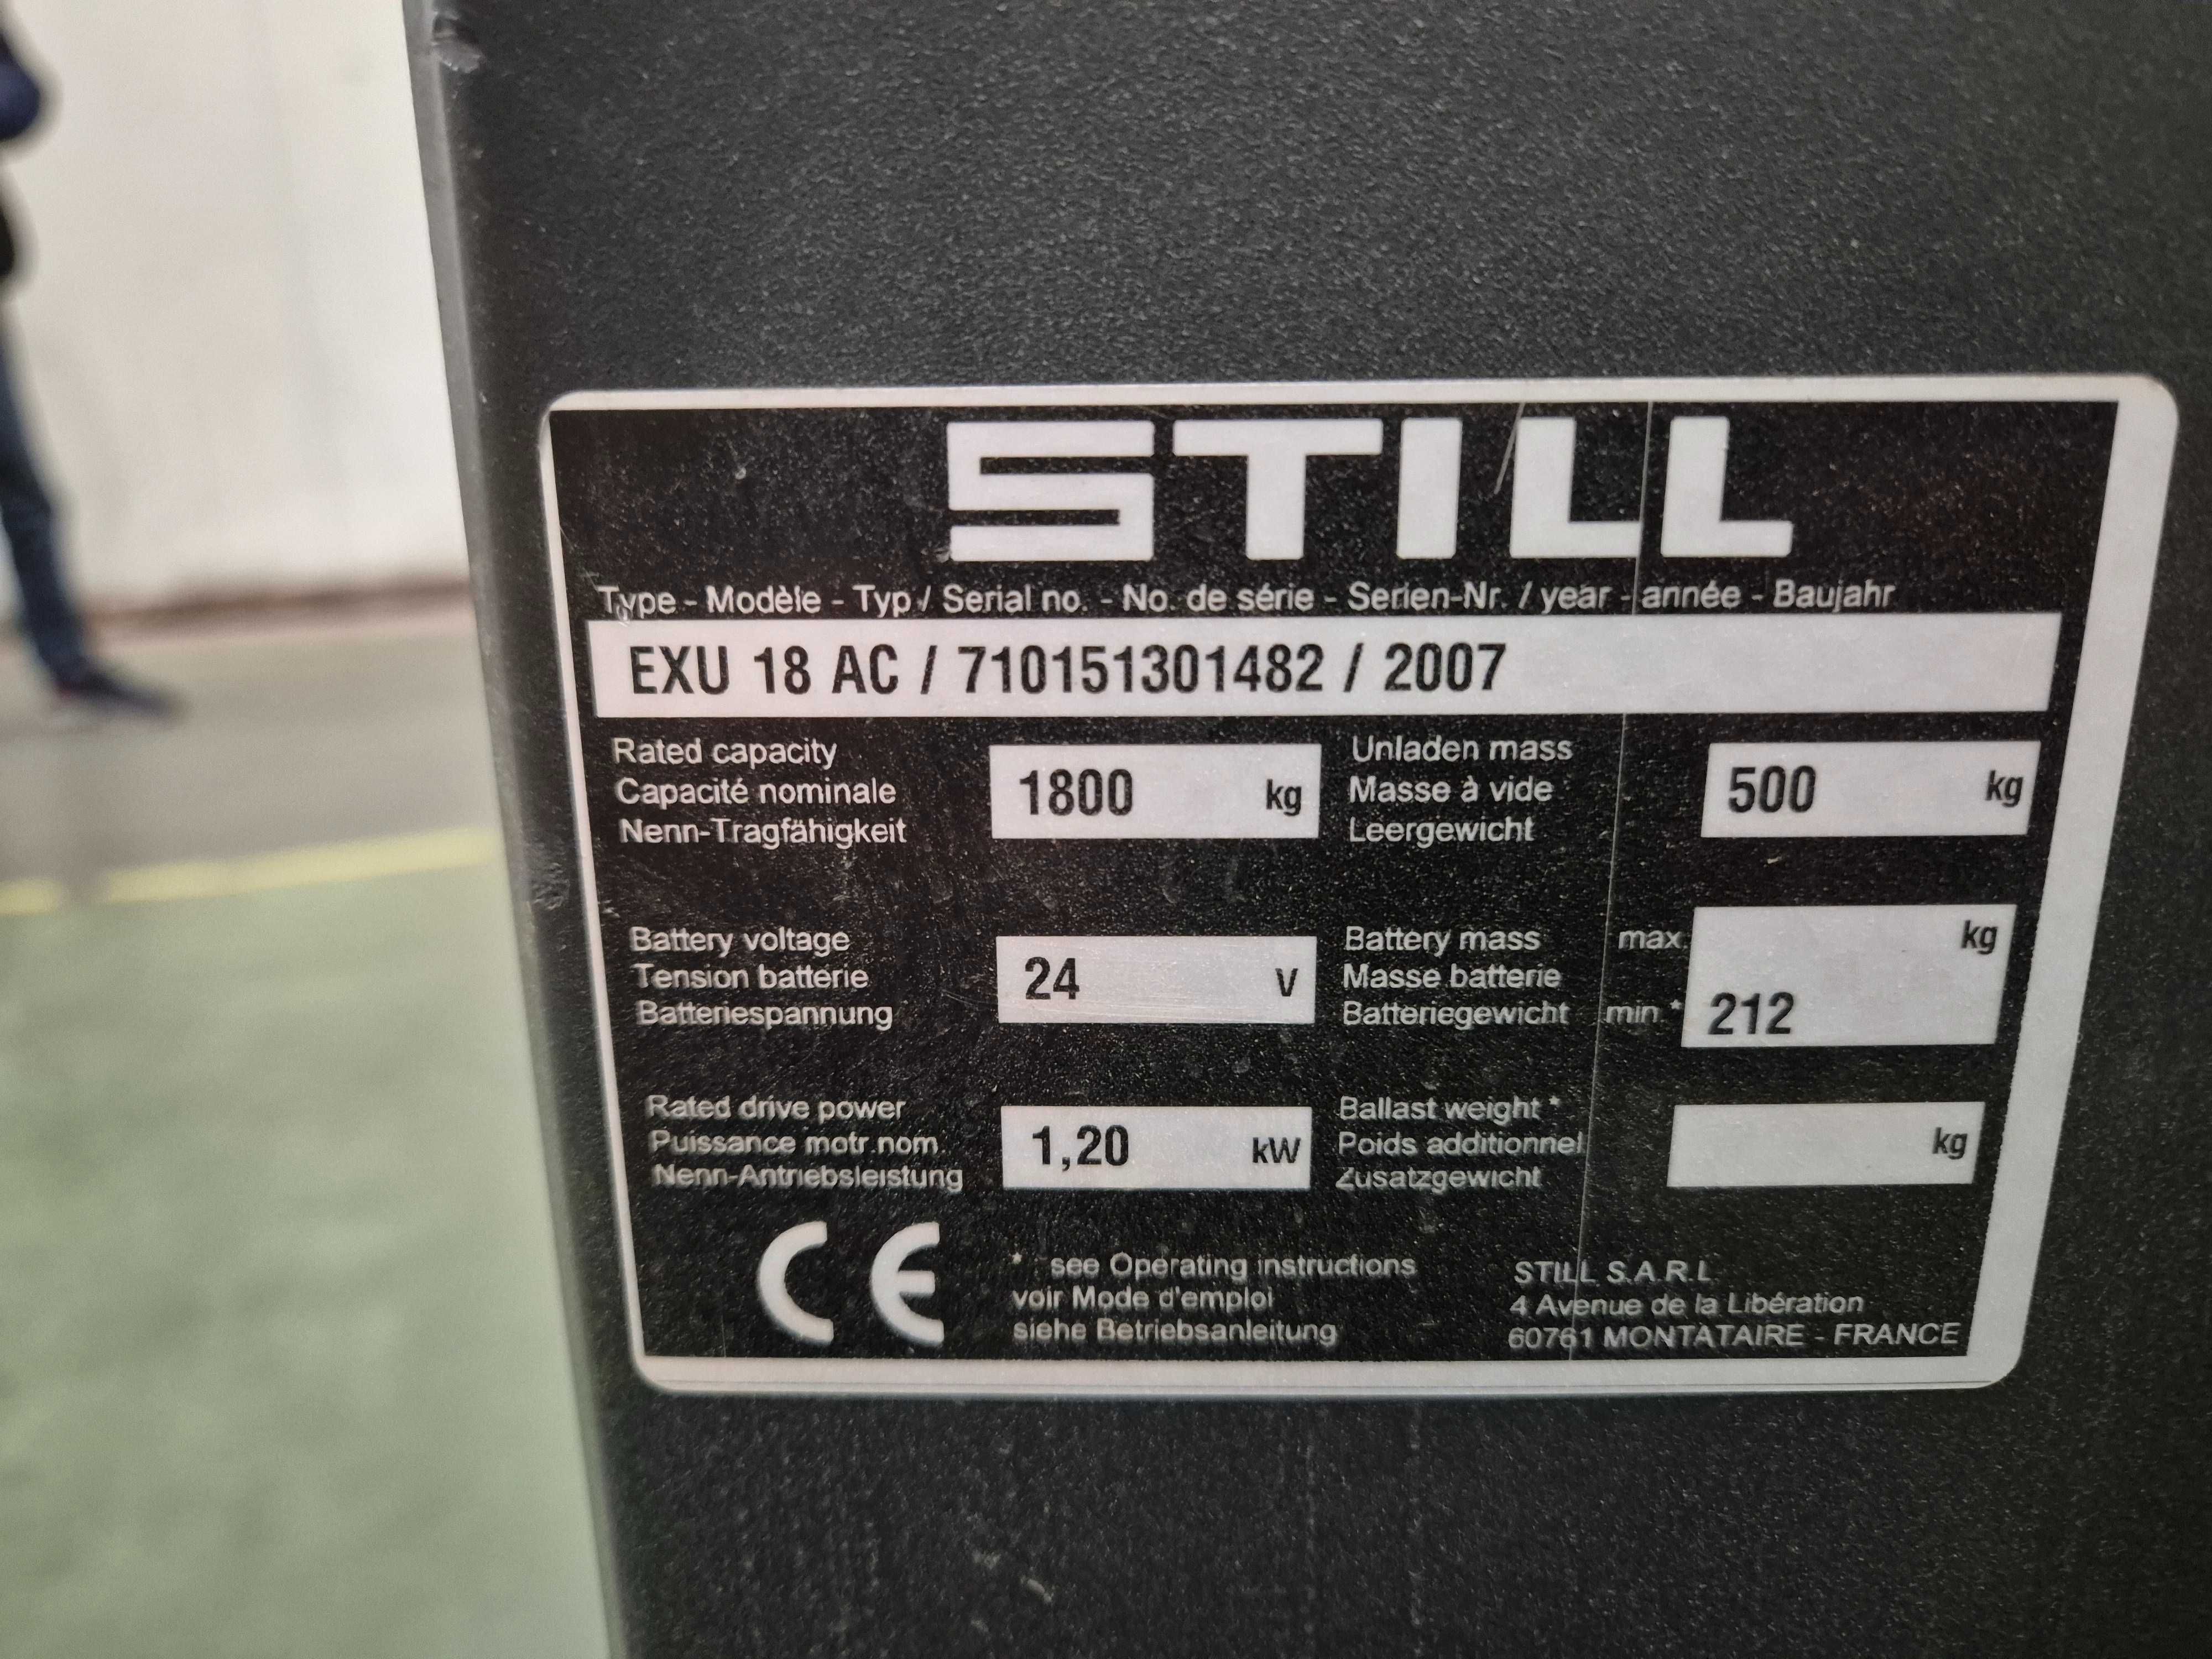 STILL
Type - Modèle - Typ / Serial no. - No. de série - Serien-Nr. / year - année - Baujahr
EXU 18 AC / 710151301482 / 2007
Rated capacity
Capacité nominale
Nenn-Tragfähigkeit
1800 kg
Unladen mass
Masse à vide
Leergewicht
500 kg
Battery voltage
Tension batterie
Batteriespannung
24 V
Battery mass max. kg
Masse batterie
Batteriegewicht min.* 212
Rated drive power
Puissance motr.nom.
Nenn-Antriebsleistung
1,20 kW
Ballast weight *
Poids additionnel
Zusatzgewicht
kg
CE
* see Operating instructions
voir Mode d'emploi
siehe Betriebsanleitung
STILL S.A.R.L
4 Avenue de la Libération
60761 MONTATAIRE - FRANCE